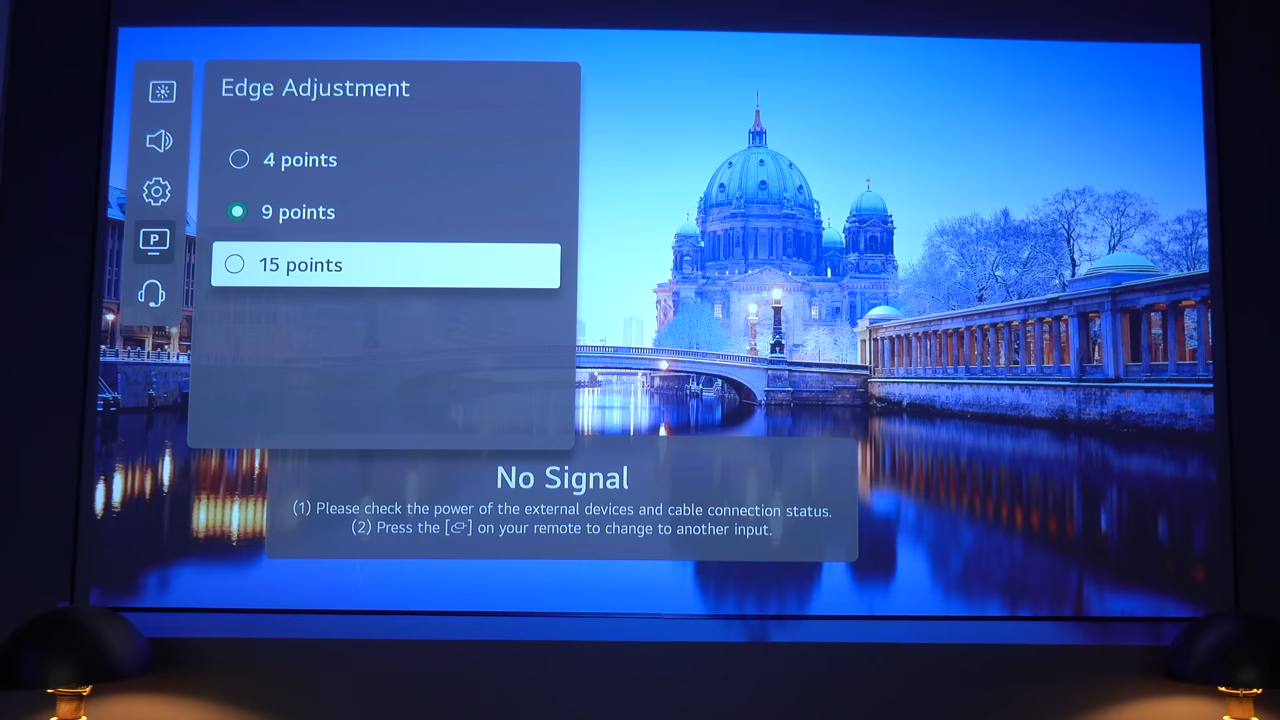 Edge Adjustment
4 points
9 points
15 points
P
No Signal
(1) Please check the power of the external devices and cable connection status.
(2) Press the [⏍] on your remote to change to another input.